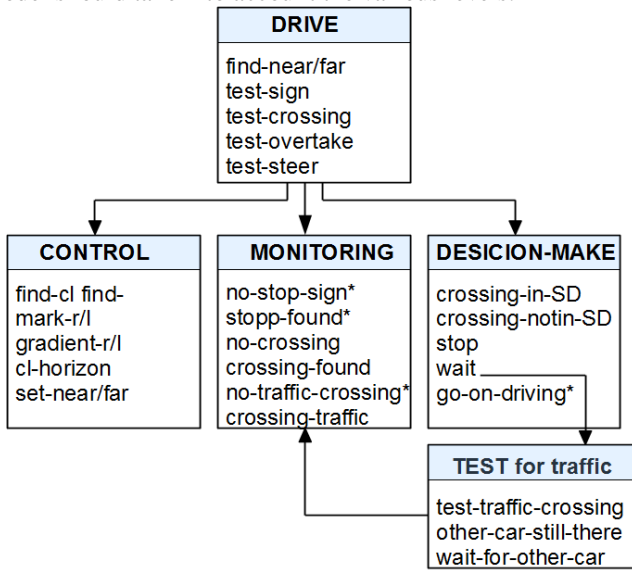 DRIVE
find-near/far
test-sign
test-crossing
test-overtake
test-steer
CONTROL
find-cl find-
mark-r/l
gradient-r/l
cl-horizon
set-near/far
MONITORING
no-stop-sign*
stopp-found*
no-crossing
crossing-found
no-traffic-crossing*
crossing-traffic
DESICION-MAKE
crossing-in-SD
crossing-notin-SD
stop
wait
go-on-driving*
TEST for traffic
test-traffic-crossing
other-car-still-there
wait-for-other-car